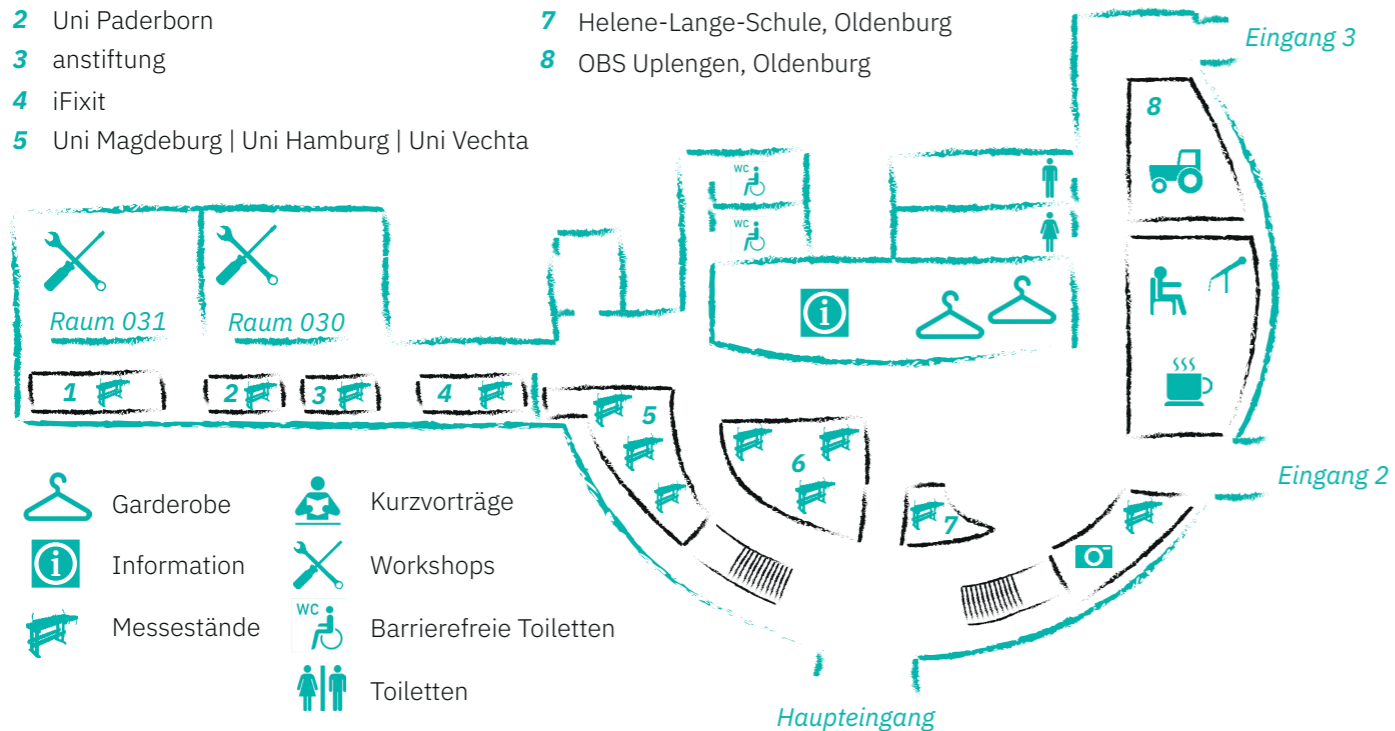 2 Uni Paderborn
3 anstiftung
4 iFixit
5 Uni Magdeburg | Uni Hamburg | Uni Vechta
7 Helene-Lange-Schule, Oldenburg
8 OBS Uplengen, Oldenburg
Eingang 3
8
WC
WC
Raum 031
Raum 030
i
1
2
3
4
5
6
7
Eingang 2
Haupteingang
Garderobe
i
Information
Messestände
Kurzvorträge
Workshops
WC
Barrierefreie Toiletten
Toiletten